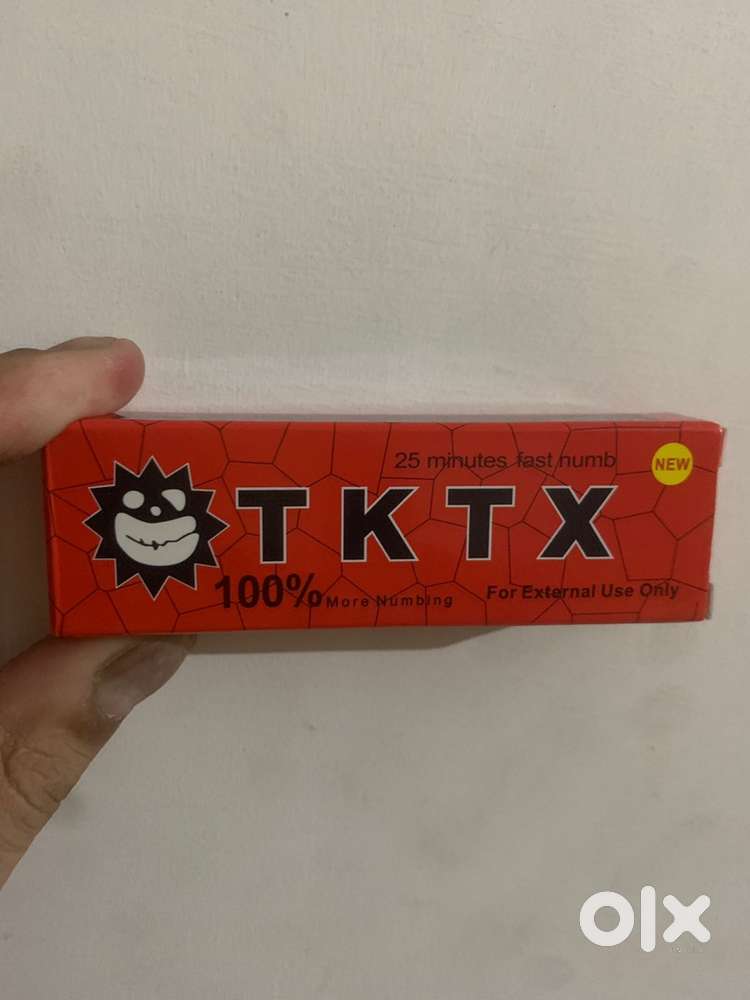 25 minutes fast numb
NEW
TKTX
100% More Numbing
For External Use Only
olx